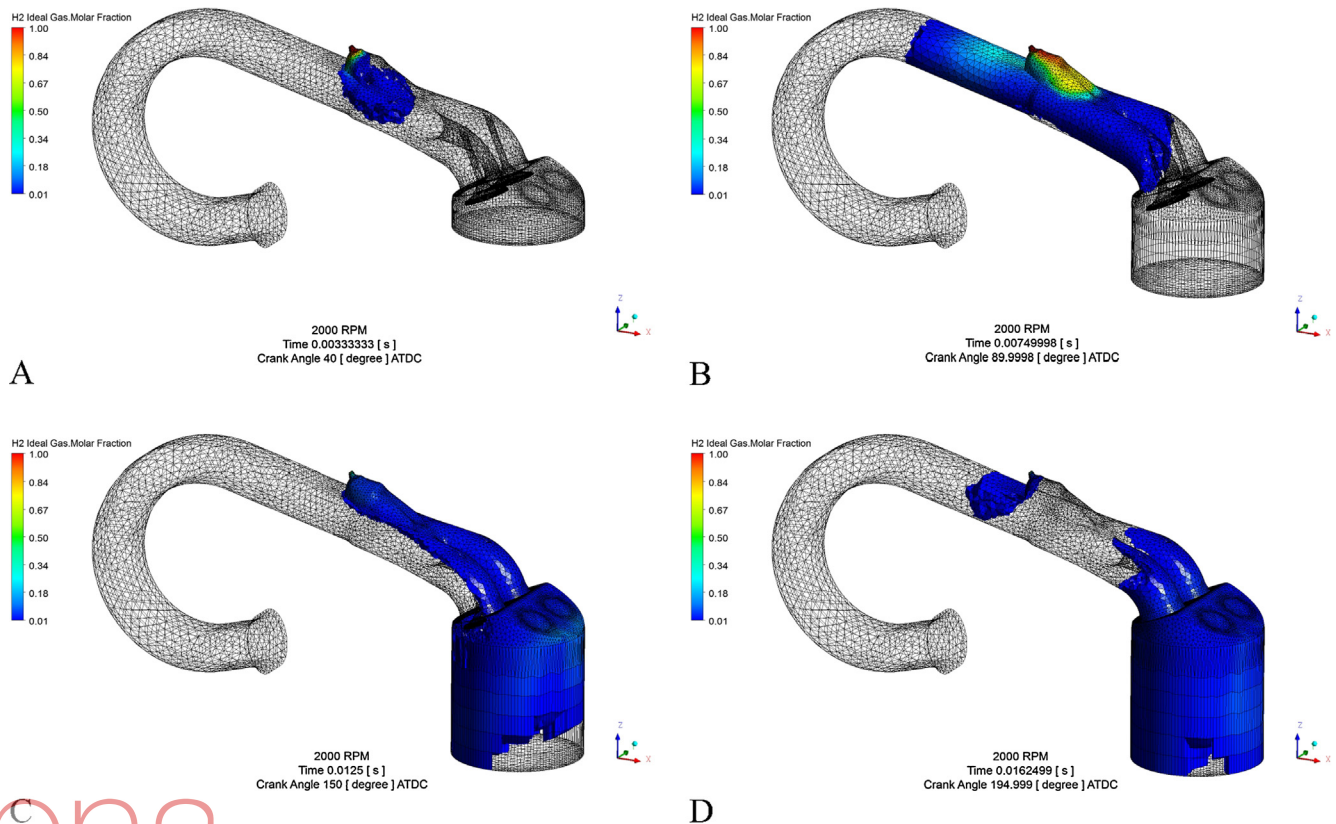 H2 Ideal Gas.Molar Fraction
1.00
0.84
0.67
0.50
0.34
0.18
0.01
Z
X
2000 RPM
Time 0.00333333 [ s ]
Crank Angle 40 [ degree ] ATDC
A
H2 Ideal Gas.Molar Fraction
1.00
0.84
0.67
0.50
0.34
0.18
0.01
Z
X
2000 RPM
Time 0.00749998 [ s ]
Crank Angle 89.9998 [ degree ] ATDC
B
H2 Ideal Gas.Molar Fraction
1.00
0.84
0.67
0.50
0.34
0.18
0.01
Z
X
2000 RPM
Time 0.0125 [ s ]
Crank Angle 150 [ degree ] ATDC
C
H2 Ideal Gas.Molar Fraction
1.00
0.84
0.67
0.50
0.34
0.18
0.01
Z
X
2000 RPM
Time 0.0162499 [ s ]
Crank Angle 194.999 [ degree ] ATDC
D